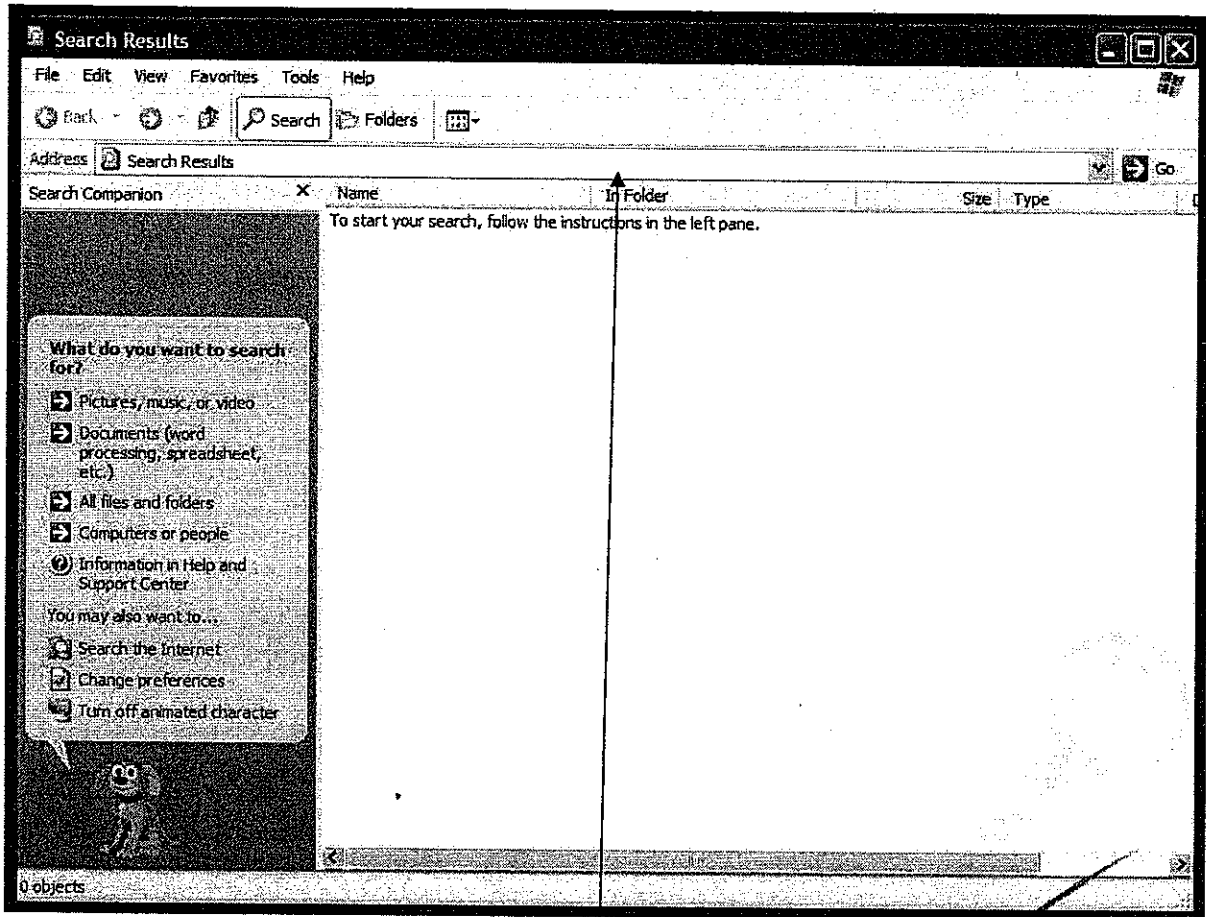 Search Results
File Edit View Favorites Tools Help
Back Search Folders
Address Search Results Go
Search Companion Name In Folder Size Type
To start your search, follow the instructions in the left pane.
What do you want to search
for?
Pictures, music, or video
Documents (word
processing, spreadsheet,
etc.)
All files and folders
Computers or people
Information in Help and
Support Center
You may also want to...
Search the Internet
Change preferences
Turn off animated character
0 objects